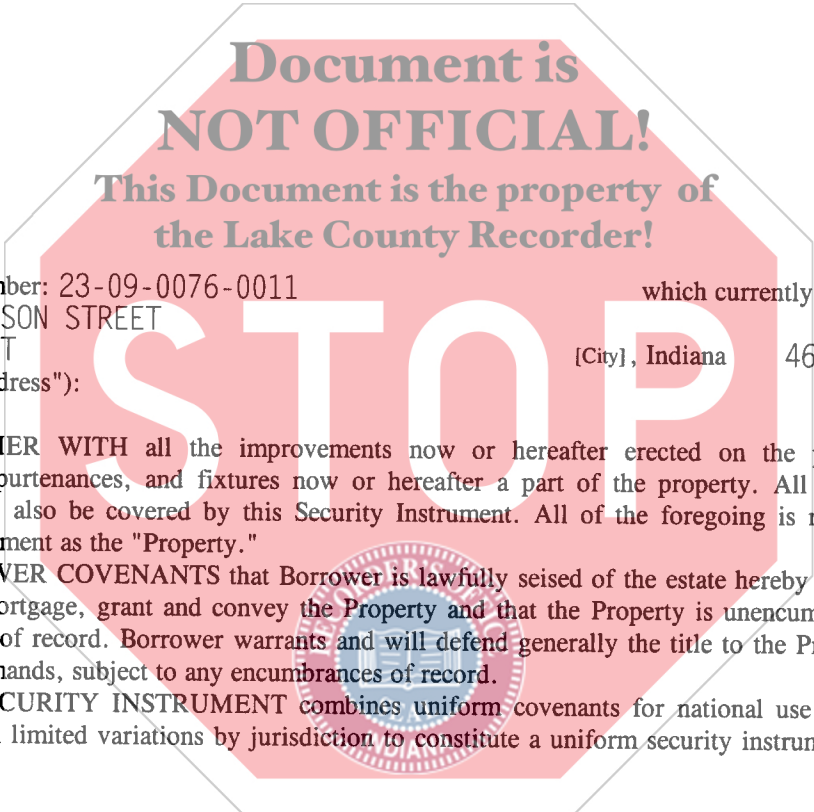 Document is
NOT OFFICIAL!
This Document is the property of
the Lake County Recorder!
nber: 23-09-0076-0011 which currently
SON STREET
T [City], Indiana 46
dress"):
STOP
IER WITH all the improvements now or hereafter erected on the
purtenances, and fixtures now or hereafter a part of the property. All
also be covered by this Security Instrument. All of the foregoing is r
ment as the "Property."
VER COVENANTS that Borrower is lawfully seised of the estate hereby
ortgage, grant and convey the Property and that the Property is unencum
of record. Borrower warrants and will defend generally the title to the Pr
nands, subject to any encumbrances of record.
CURITY INSTRUMENT combines uniform covenants for national use
limited variations by jurisdiction to constitute a uniform security instrun
INDIANA